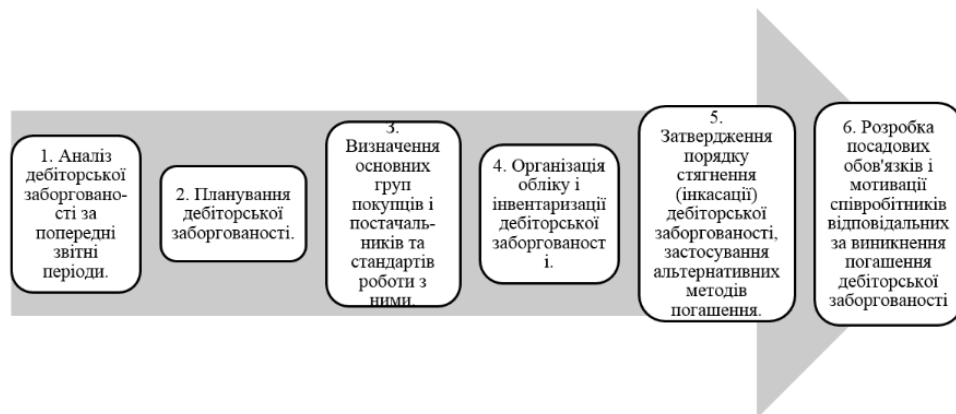 1. Аналіз
дебіторської
заборговано-
сті за
попередні
звітні
періоди.
2. Планування
дебіторської
заборгованості.
3.
Визначення
основних
груп
покупців і
постачаль-
ників та
стандартів
роботи з
ними.
4. Організація
обліку і
інвентаризації
дебіторської
заборгованост
і.
5.
Затвердження
порядку
стягнення
(інкасації)
дебіторської
заборгованості,
застосування
альтернативних
методів
погашення.
6. Розробка
посадових
обов'язків і
мотивації
співробітників
відповідальних
за виникнення
погашення
дебіторської
заборгованості